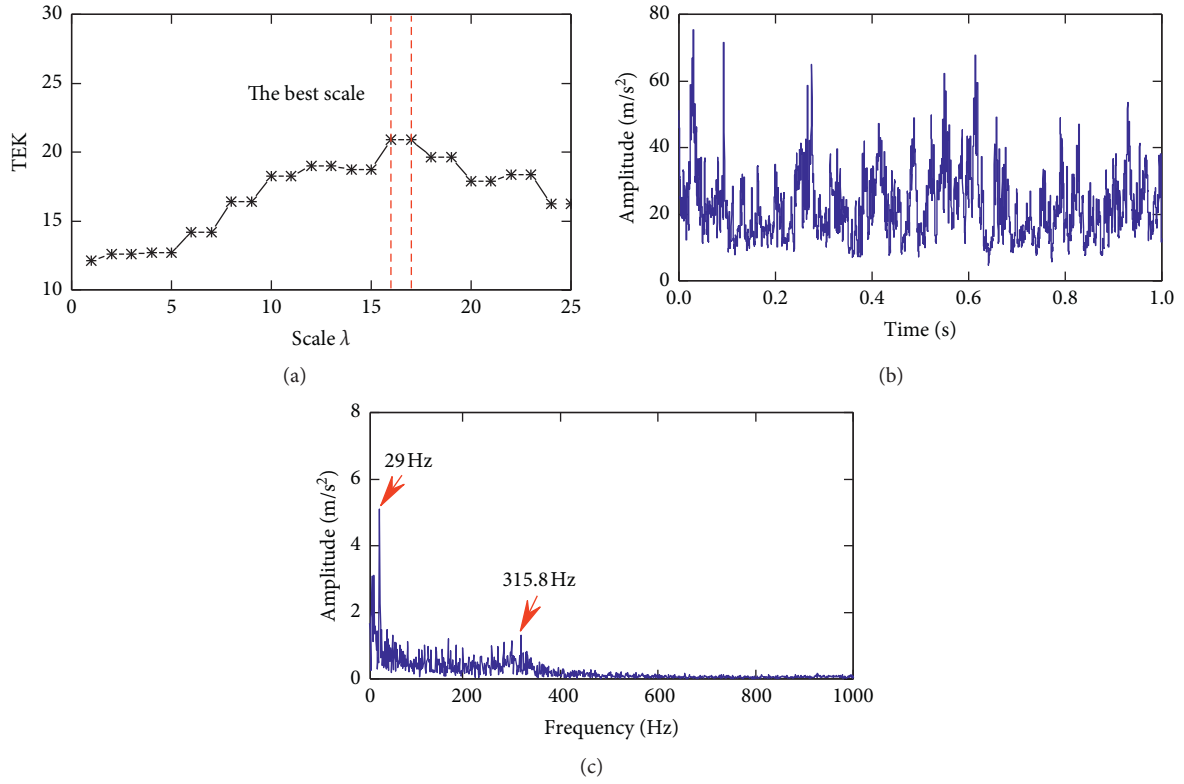 30
25
20
15
10
TEK
The best scale
0 5 10 15 20 25
Scale λ
(a)
80
60
40
20
0
Amplitude (m/s²)
0.0 0.2 0.4 0.6 0.8 1.0
Time (s)
(b)
8
6
4
2
0
Amplitude (m/s²)
29 Hz
315.8 Hz
0 200 400 600 800 1000
Frequency (Hz)
(c)